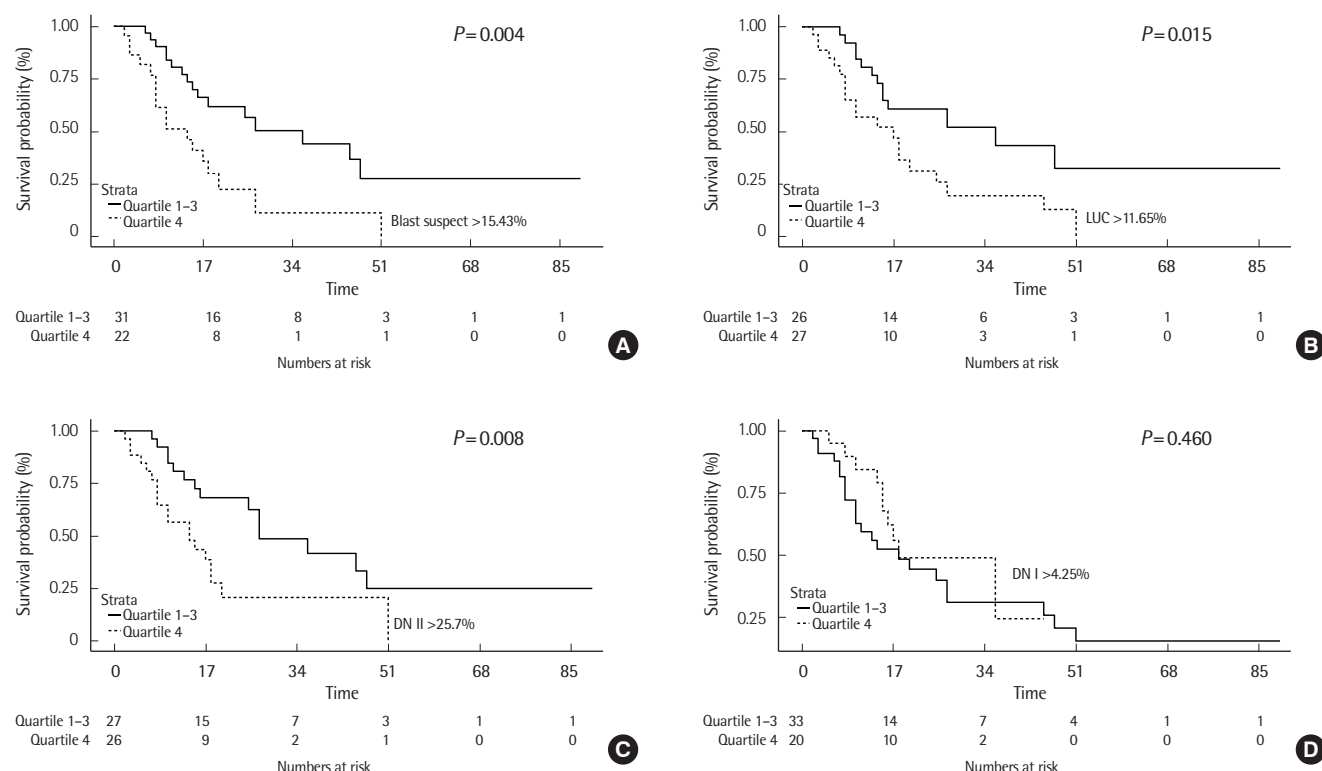 P=0.004
1.00
0.75
0.50
0.25
0
Survival probability (%)
Strata
Quartile 1–3
Quartile 4
Blast suspect >15.43%
0 17 34 51 68 85
Time
Quartile 1–3 31 16 8 3 1 1
Quartile 4 22 8 1 1 0 0
Numbers at risk
A
P=0.015
1.00
0.75
0.50
0.25
0
Survival probability (%)
Strata
Quartile 1–3
Quartile 4
LUC >11.65%
0 17 34 51 68 85
Time
Quartile 1–3 26 14 6 3 1 1
Quartile 4 27 10 3 1 0 0
Numbers at risk
B
P=0.008
1.00
0.75
0.50
0.25
0
Survival probability (%)
Strata
Quartile 1–3
Quartile 4
DN II >25.7%
0 17 34 51 68 85
Time
Quartile 1–3 27 15 7 3 1 1
Quartile 4 26 9 2 1 0 0
Numbers at risk
C
P=0.460
1.00
0.75
0.50
0.25
Survival probability (%)
Strata
Quartile 1–3
Quartile 4
DN I >4.25%
0 17 34 51 68 85
Time
Quartile 1–3 33 14 7 4 1 1
Quartile 4 20 10 2 0 0 0
Numbers at risk
D